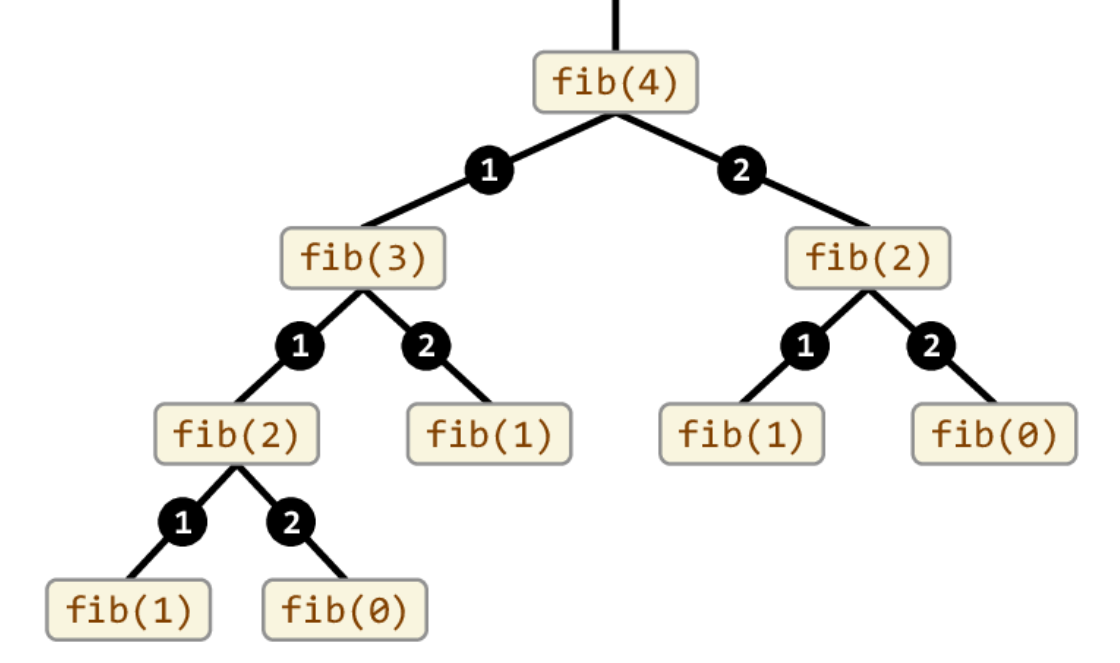 fib(4)
1 2
fib(3) fib(2)
1 2 1 2
fib(2) fib(1) fib(1) fib(0)
1 2
fib(1) fib(0)